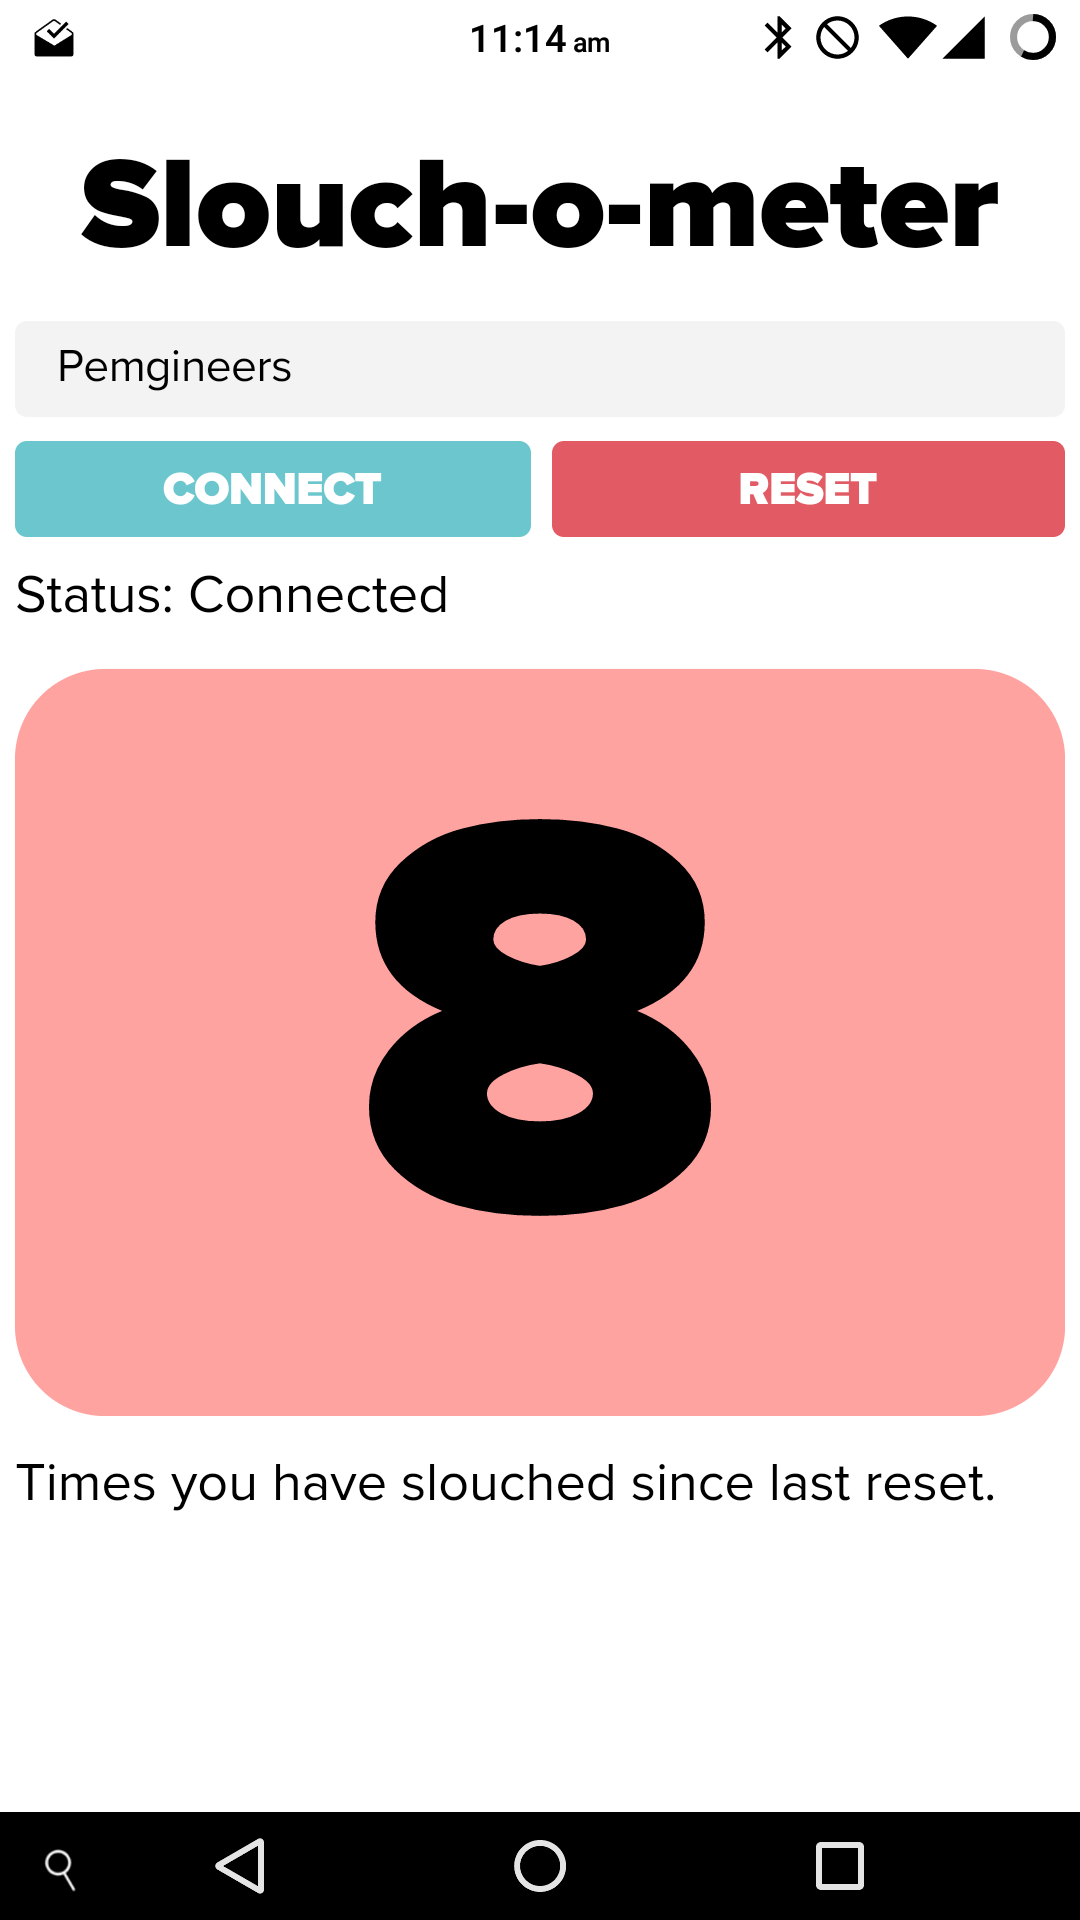 11:14 am
Slouch-o-meter
Pemgineers
CONNECT
RESET
Status: Connected
8
Times you have slouched since last reset.